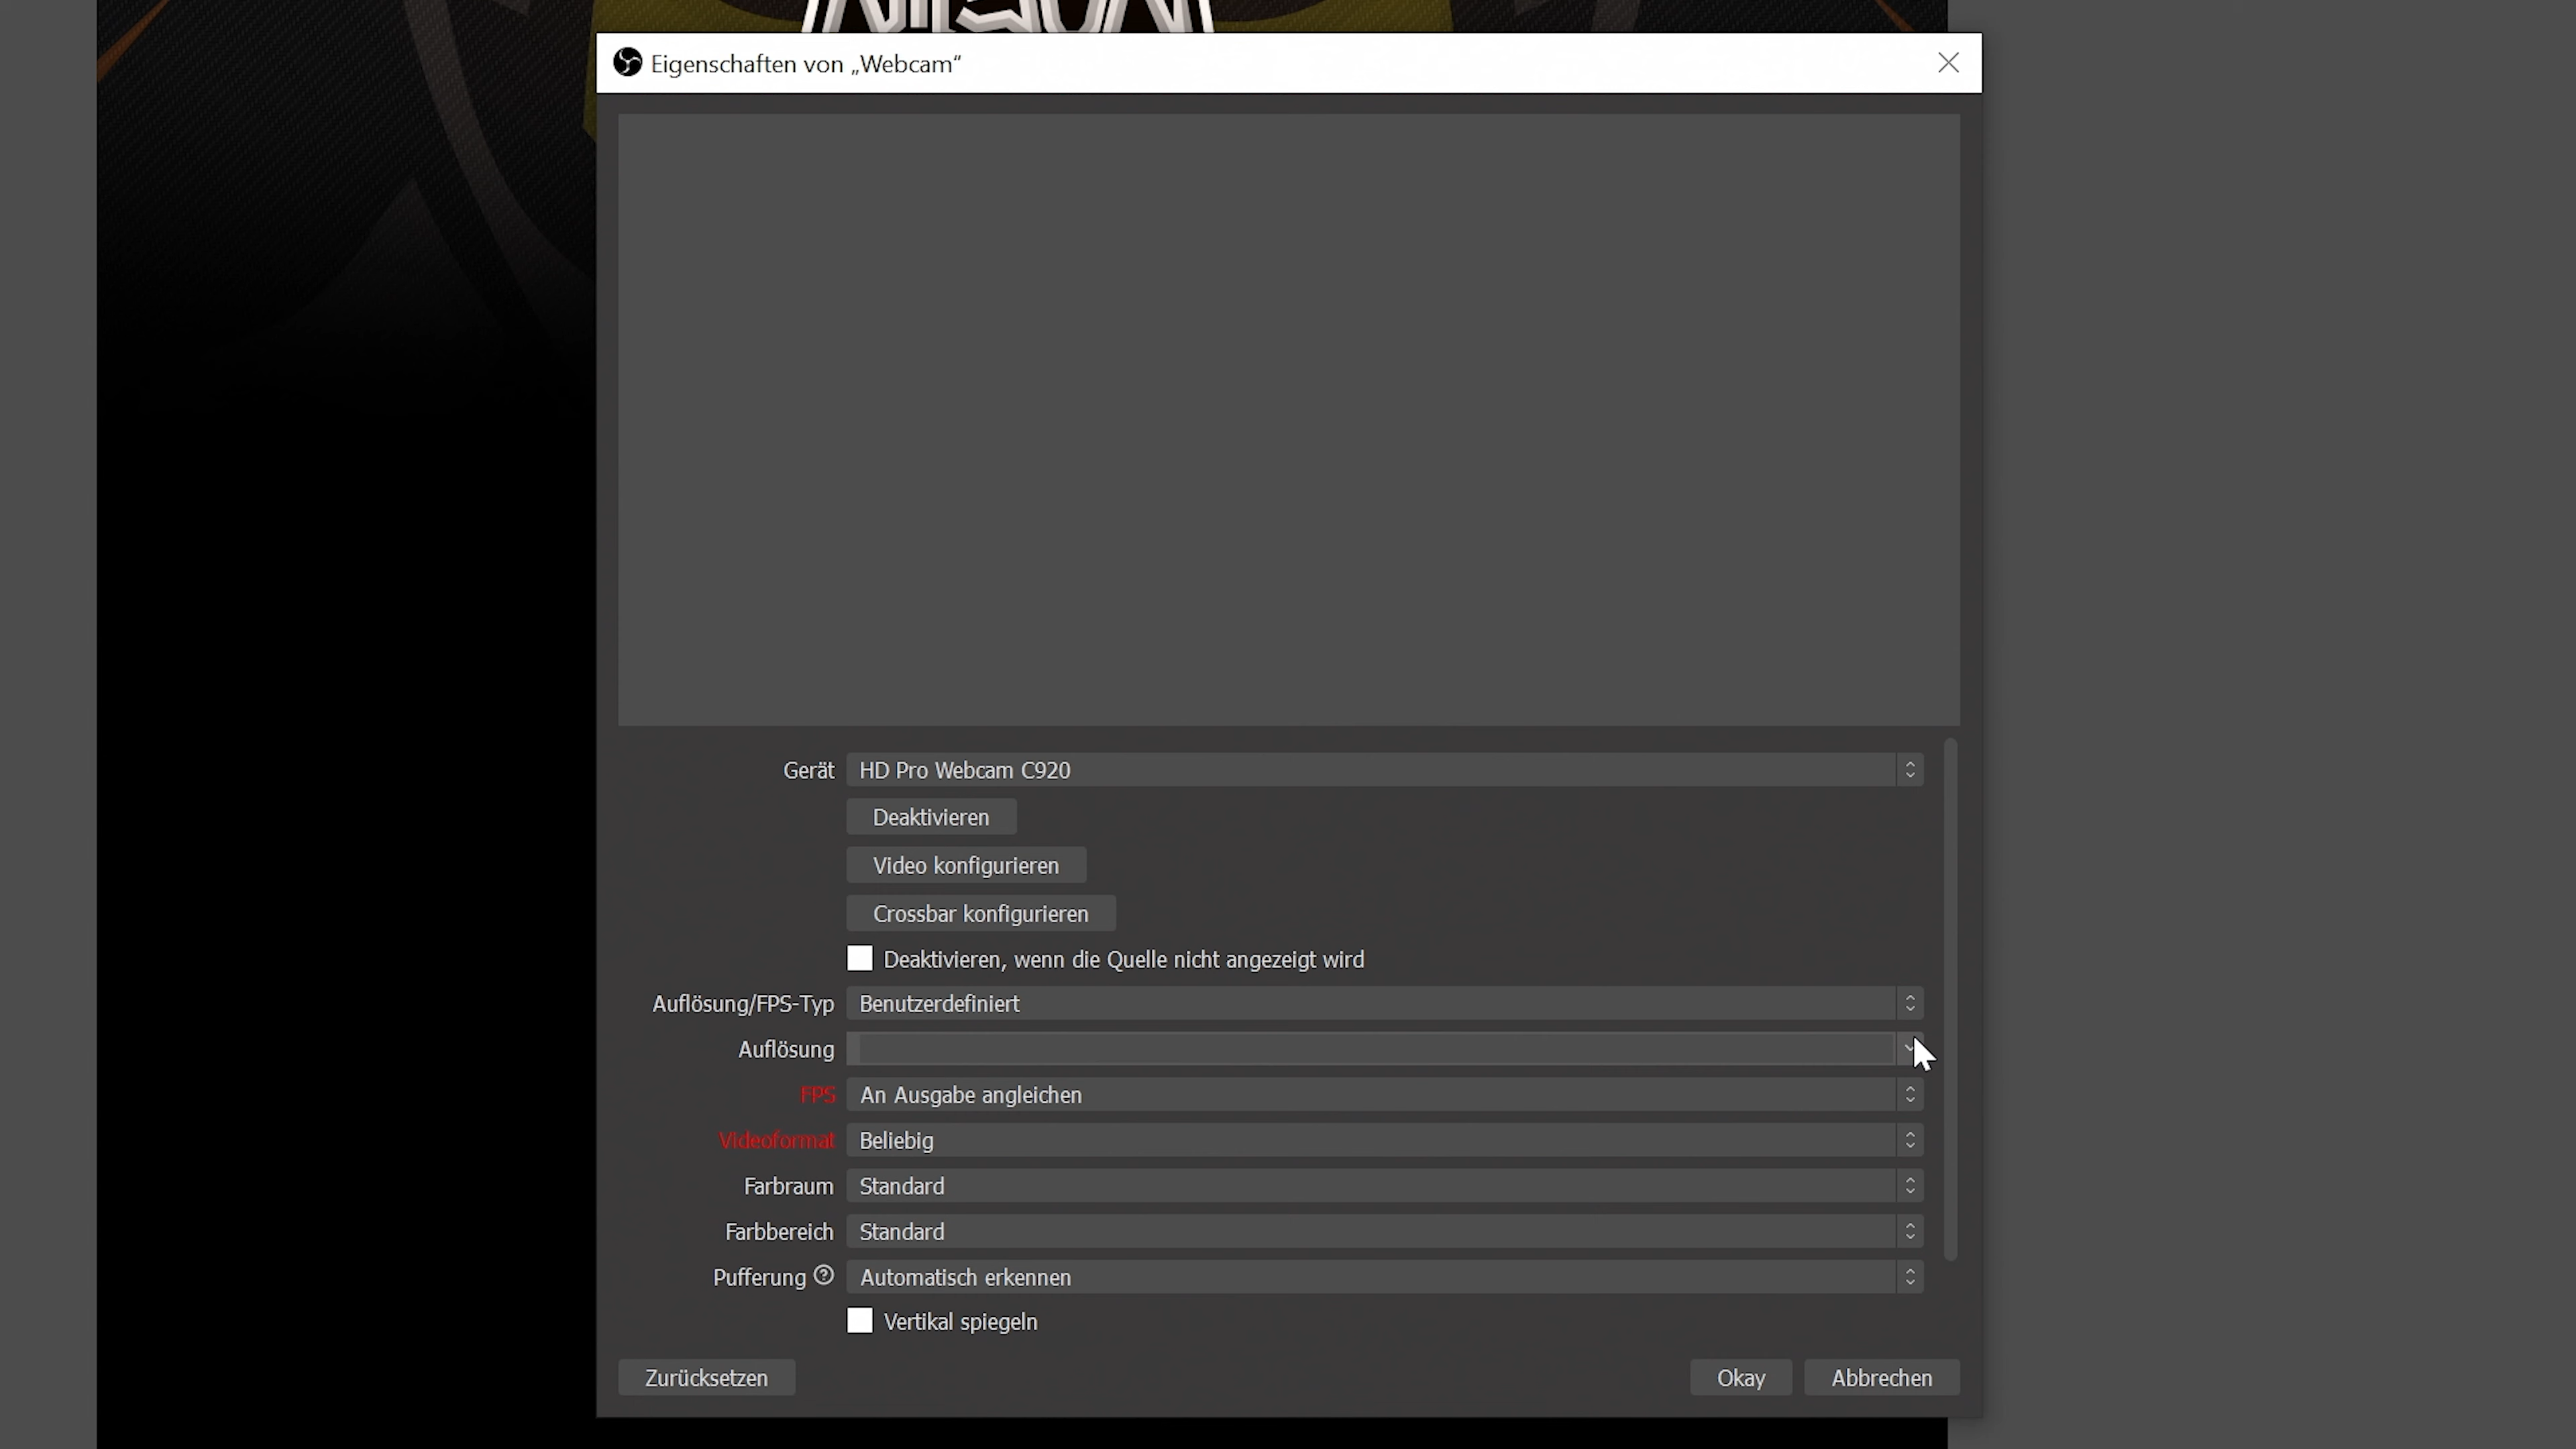 Eigenschaften von „Webcam“
Gerät HD Pro Webcam C920
Deaktivieren
Video konfigurieren
Crossbar konfigurieren
Deaktivieren, wenn die Quelle nicht angezeigt wird
Auflösung/FPS-Typ Benutzerdefiniert
Auflösung
FPS An Ausgabe angleichen
Videoformat Beliebig
Farbraum Standard
Farbbereich Standard
Pufferung Automatisch erkennen
Vertikal spiegeln
Zurücksetzen Okay Abbrechen